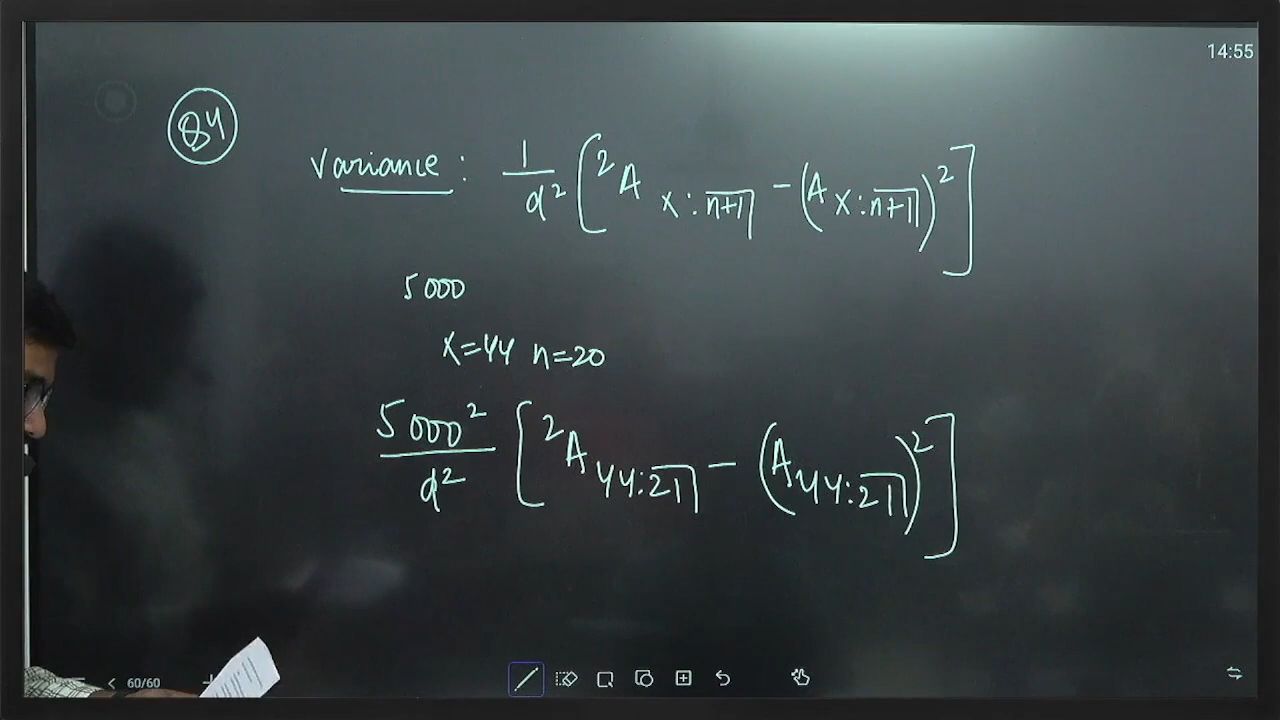 14:55
84
Variance : 1/d² [ ²A x:n+1⌉ - (A x:n+1⌉)² ]
5000
x=44 n=20
5000²/d² [ ²A 44:21⌉ - (A 44:21⌉)² ]
60/60